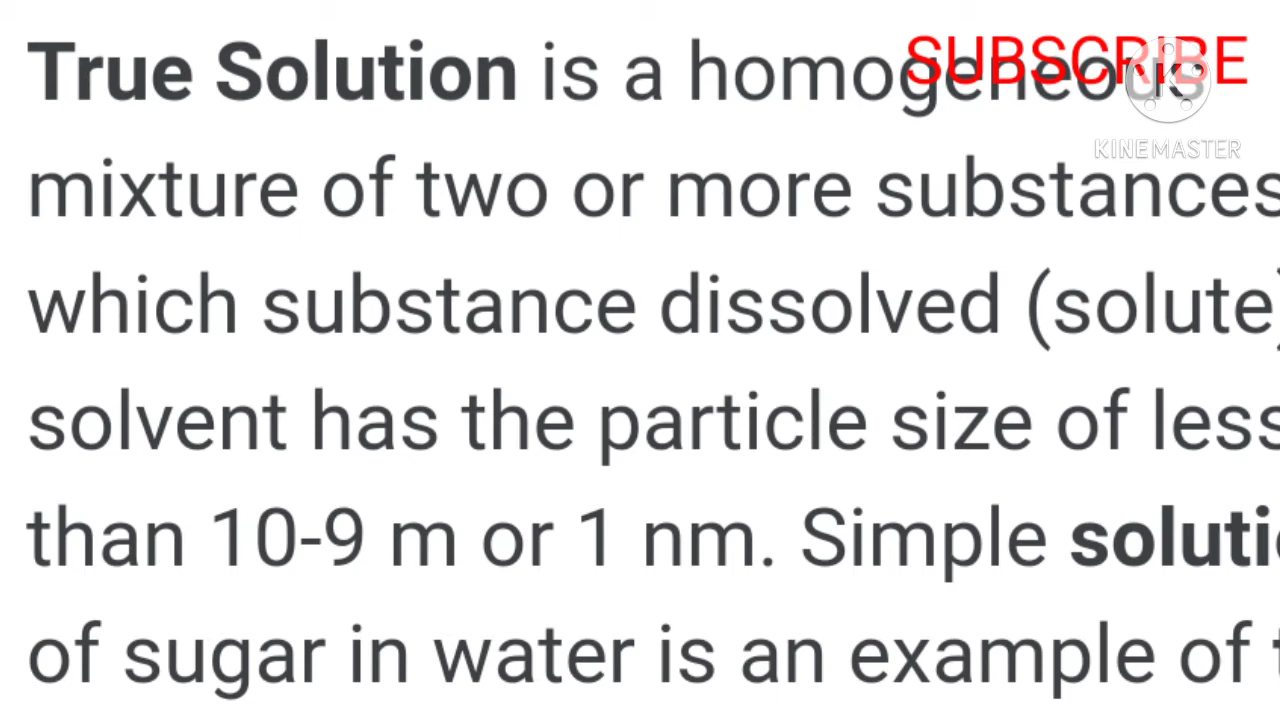 True Solution is a homogeneous
SUBSCRIBE
KINEMASTER
mixture of two or more substances
which substance dissolved (solute)
solvent has the particle size of less
than 10-9 m or 1 nm. Simple
of sugar in water is an example of